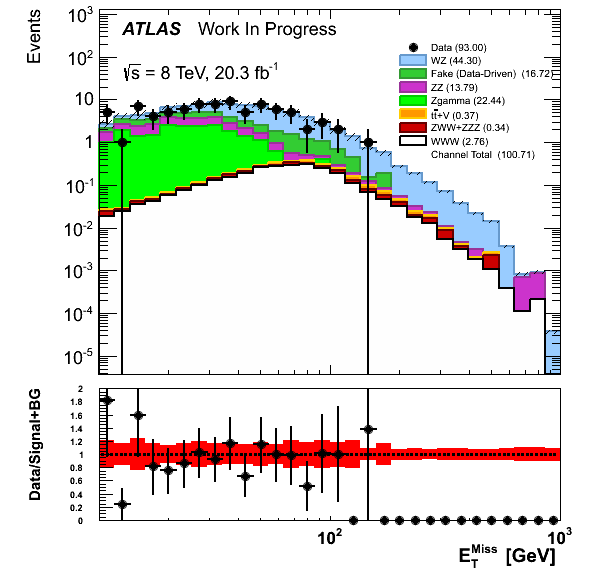 ATLAS Work In Progress
√s = 8 TeV, 20.3 fb⁻¹
Events
10³
10²
10
1
10⁻¹
10⁻²
10⁻³
10⁻⁴
10⁻⁵
Data (93.00)
WZ (44.30)
Fake (Data-Driven) (16.72)
ZZ (13.79)
Zgamma (22.44)
tt̄+V (0.37)
ZWW+ZZZ (0.34)
WWW (2.76)
Channel Total (100.71)
Data/Signal+BG
2
1.8
1.6
1.4
1.2
1
0.8
0.6
0.4
0.2
0
10²
10³
E_T^Miss [GeV]